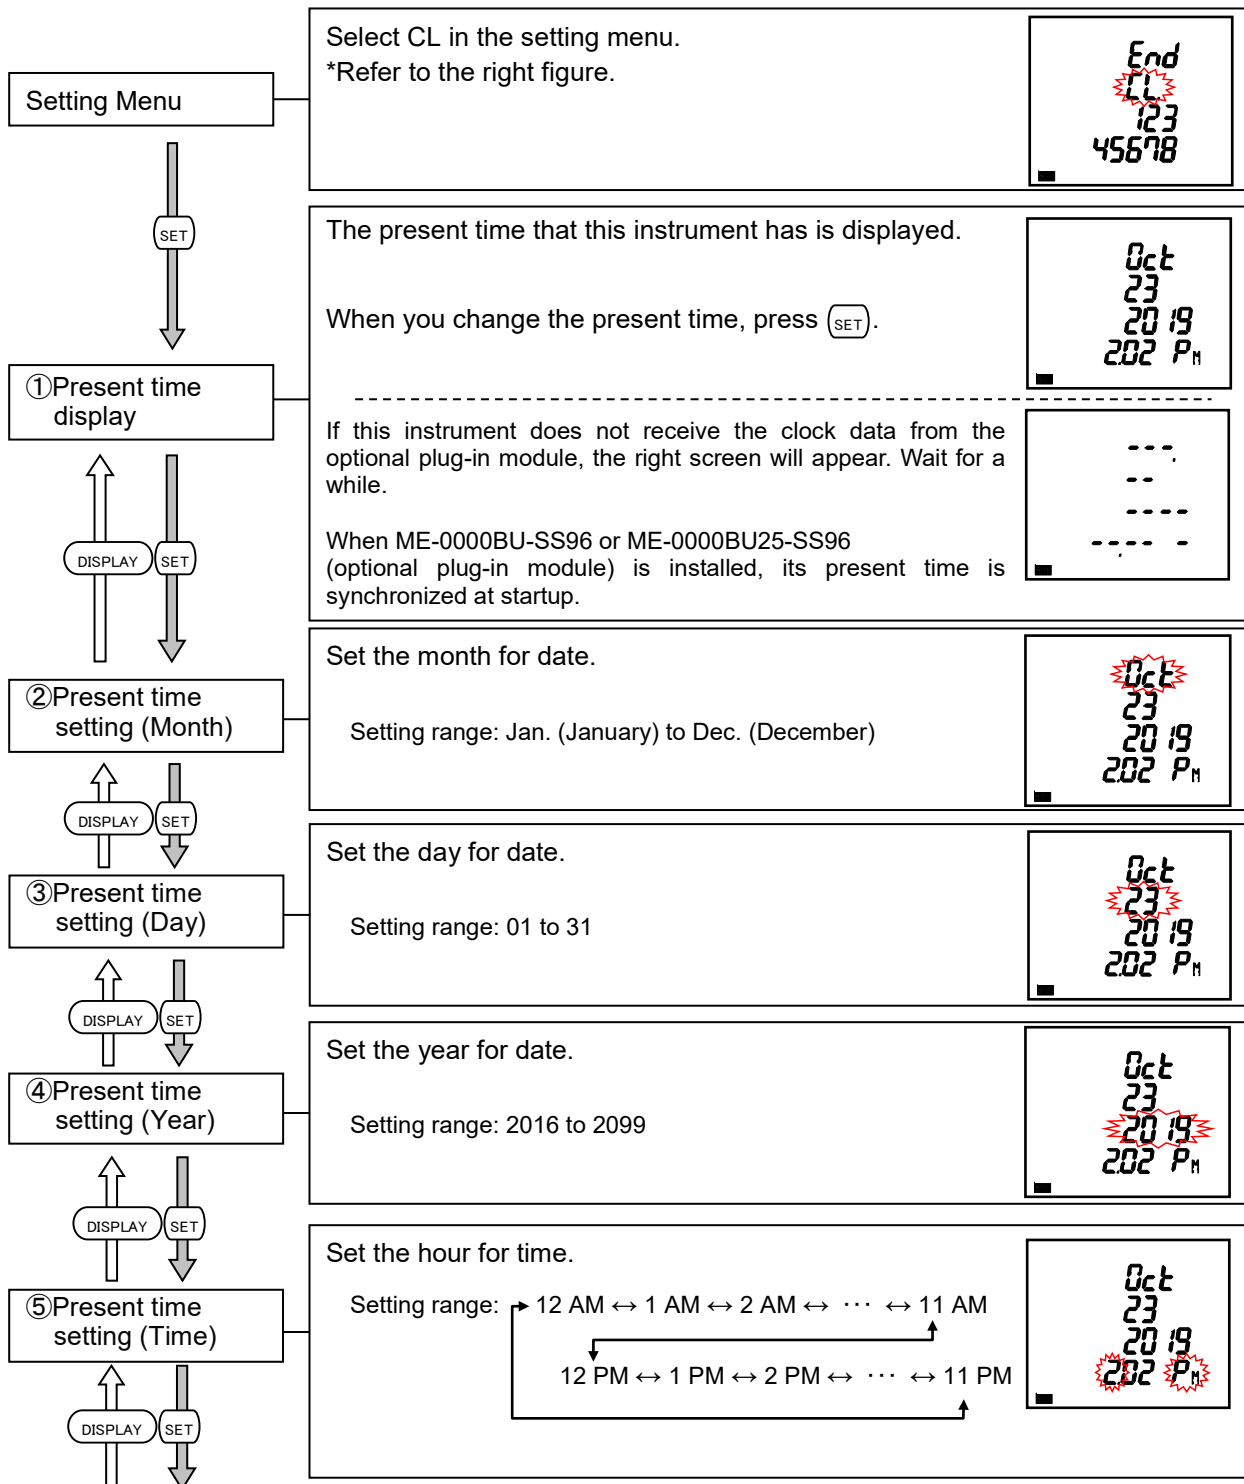 Setting Menu
Select CL in the setting menu.
*Refer to the right figure.
End
CL.
123
45678
SET
①Present time
display
The present time that this instrument has is displayed.
When you change the present time, press SET.
Oct
23
2019
2.02 PM
If this instrument does not receive the clock data from the
optional plug-in module, the right screen will appear. Wait for a
while.
When ME-0000BU-SS96 or ME-0000BU25-SS96
(optional plug-in module) is installed, its present time is
synchronized at startup.
---.
--
----
----. -
DISPLAY SET
②Present time
setting (Month)
Set the month for date.
Setting range: Jan. (January) to Dec. (December)
Oct
23
2019
2.02 PM
DISPLAY SET
③Present time
setting (Day)
Set the day for date.
Setting range: 01 to 31
Oct
23
2019
2.02 PM
DISPLAY SET
④Present time
setting (Year)
Set the year for date.
Setting range: 2016 to 2099
Oct
23
2019
2.02 PM
DISPLAY SET
⑤Present time
setting (Time)
Set the hour for time.
Setting range: 12 AM ↔ 1 AM ↔ 2 AM ↔ ··· ↔ 11 AM
12 PM ↔ 1 PM ↔ 2 PM ↔ ··· ↔ 11 PM
Oct
23
2019
2.02 PM
DISPLAY SET